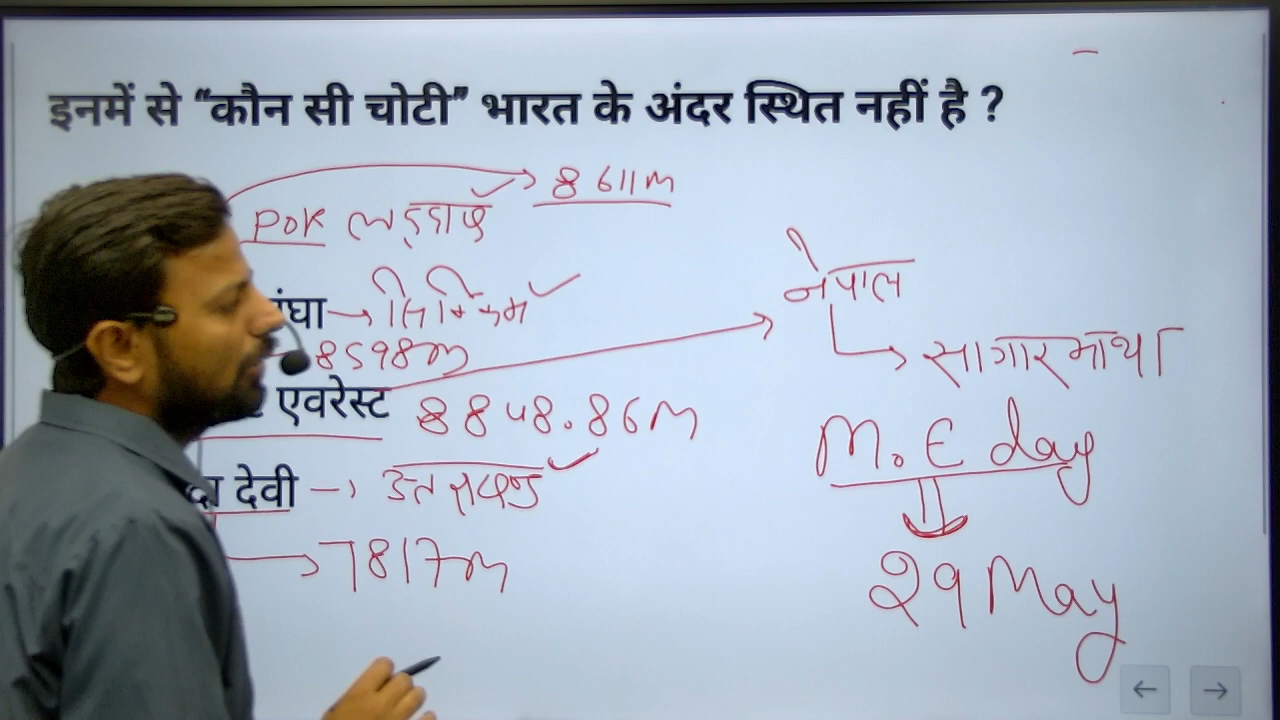 इनमें से “कौन सी चोटी” भारत के अंदर स्थित नहीं है ?
8611m
POK लद्दाख
नेपाल
ंघा → सिक्किम
8598m
सागरमाथा
एवरेस्ट 8848.86m
M. E day
दा देवी → उत्तराखण्ड
7817m
29 May